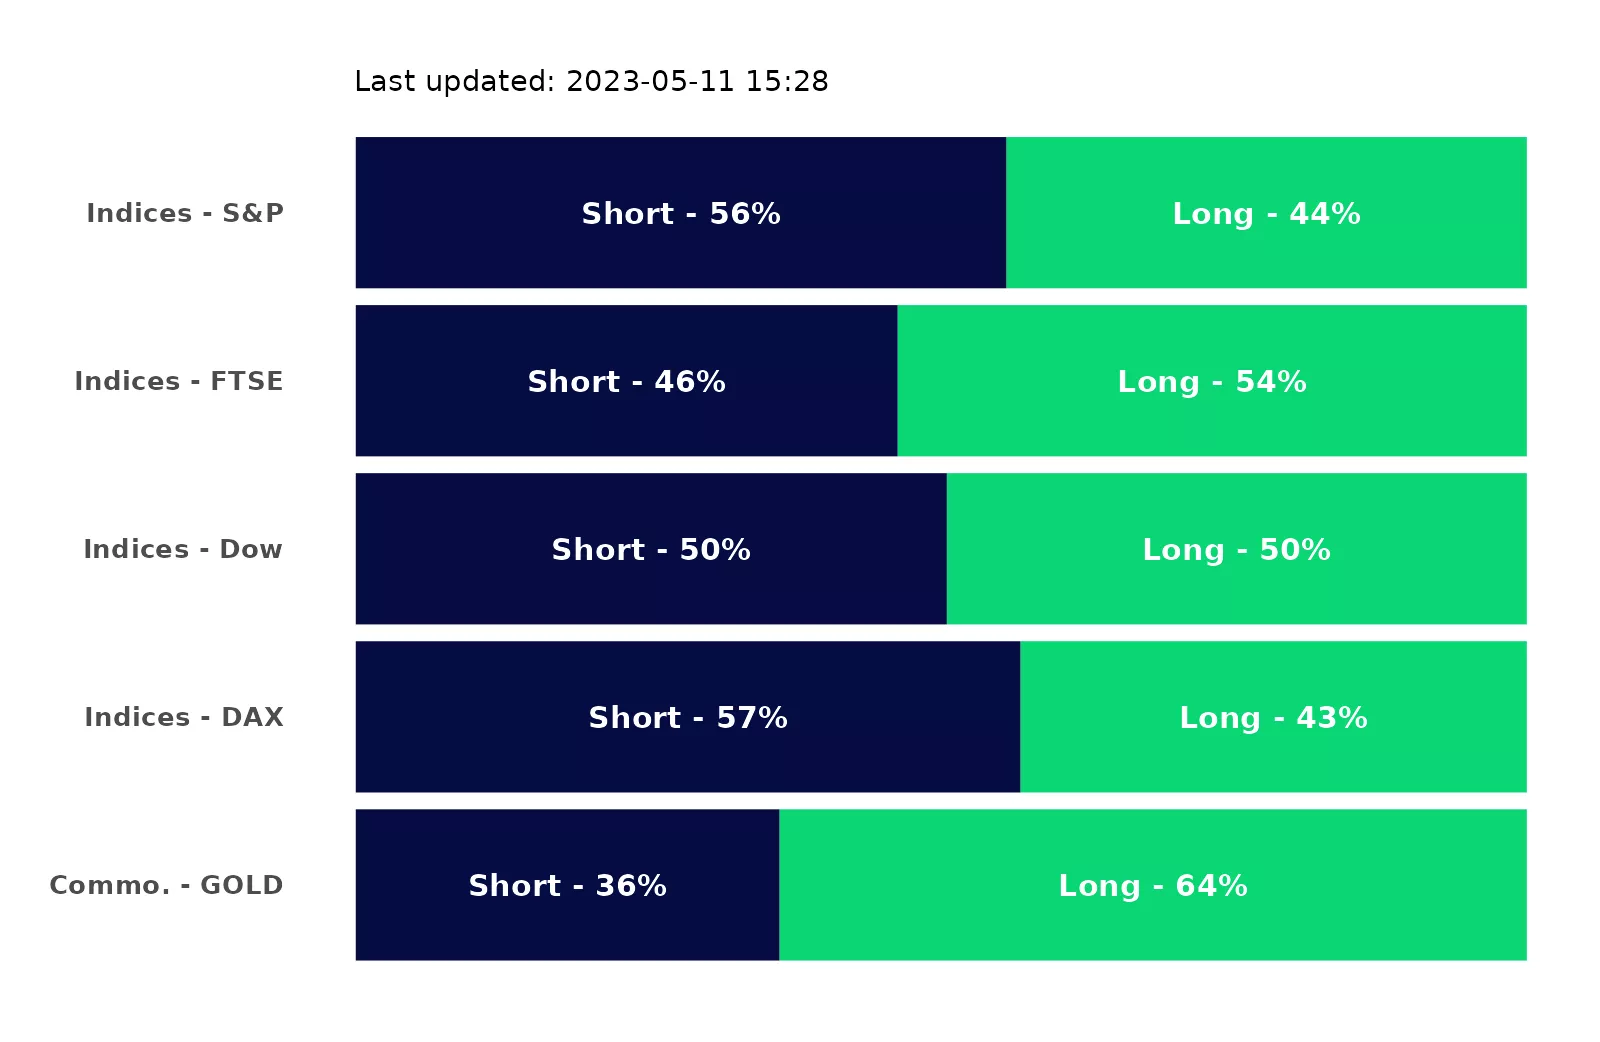 Last updated: 2023-05-11 15:28
Indices - S&P Short - 56% Long - 44%
Indices - FTSE Short - 46% Long - 54%
Indices - Dow Short - 50% Long - 50%
Indices - DAX Short - 57% Long - 43%
Commo. - GOLD Short - 36% Long - 64%